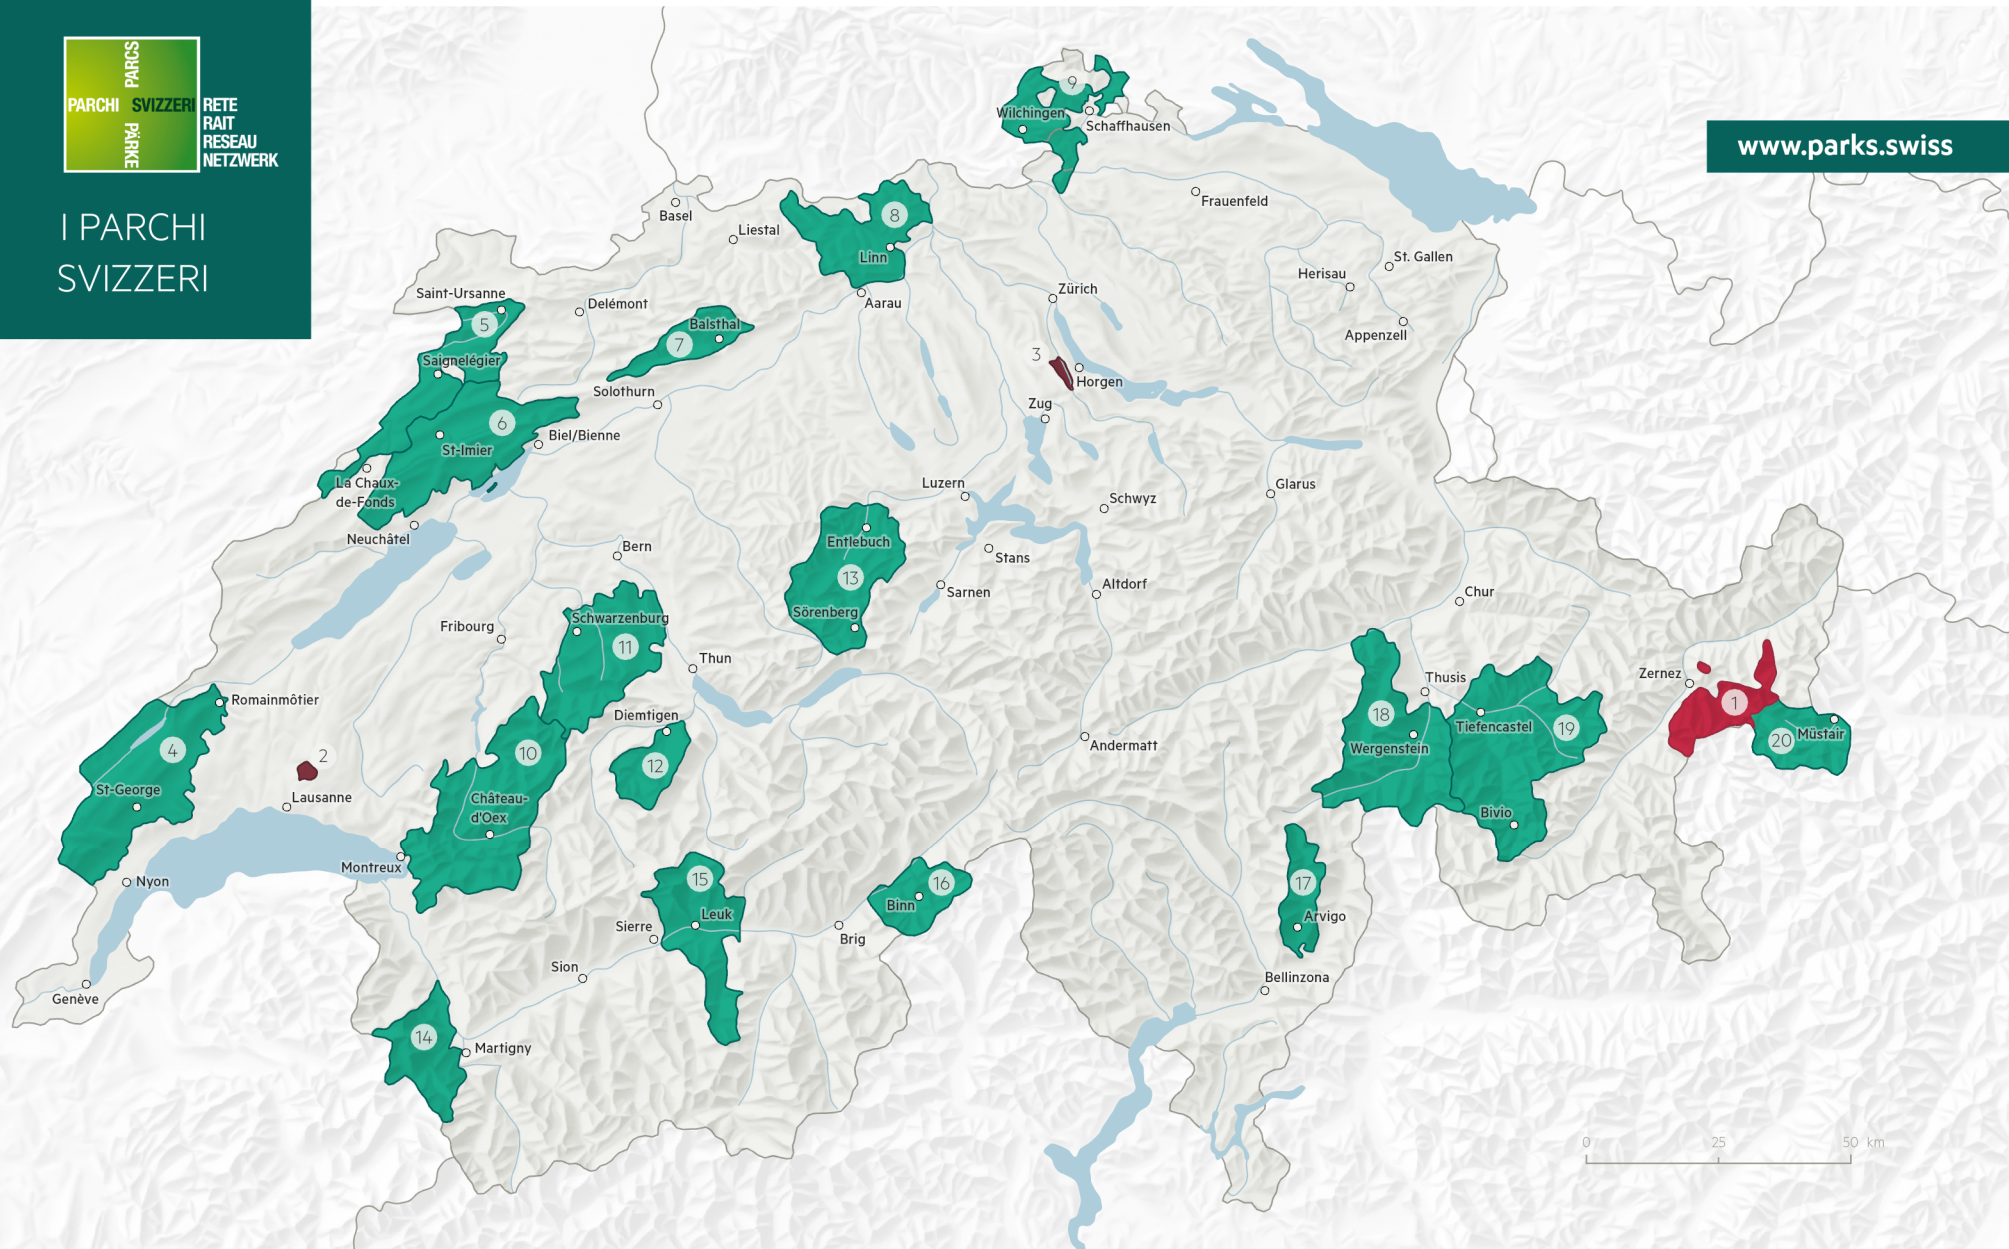 PARCS
PARCHI SVIZZERI
PÄRKE
RETE
RAIT
RESEAU
NETZWERK
I PARCHI
SVIZZERI
www.parks.swiss
9
Wilchingen
Schaffhausen
Frauenfeld
Basel
Liestal
8
Linn
Aarau
St. Gallen
Herisau
Appenzell
Zürich
Saint-Ursanne
5
Delémont
Balsthal
7
Saignelégier
Solothurn
3
Horgen
Zug
6
St-Imier
Biel/Bienne
La Chaux-
de-Fonds
Neuchâtel
Luzern
Schwyz
Glarus
Bern
Entlebuch
13
Sörenberg
Stans
Sarnen
Altdorf
Chur
Fribourg
Schwarzenburg
11
Thun
Zernez
1
Thusis
18
Wergenstein
Tiefencastel
19
20
Müstair
Romainmôtier
4
St-George
2
Lausanne
Diemtigen
12
10
Château-
d'Oex
Andermatt
Bivio
Montreux
Nyon
15
Leuk
Sierre
Brig
16
Binn
17
Arvigo
Sion
Bellinzona
Genève
14
Martigny
0 25 50 km